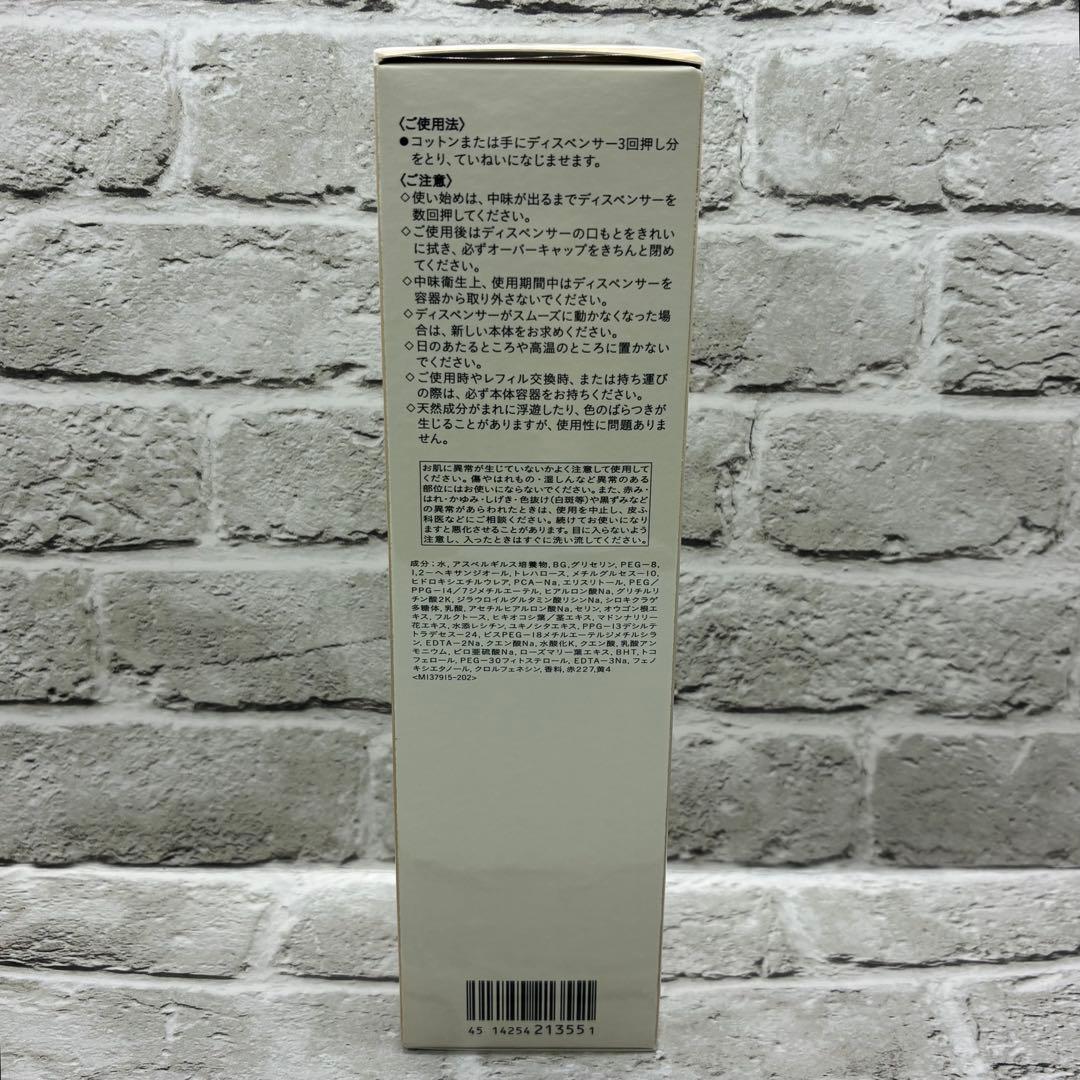 〈ご使用法〉
●コットンまたは手にディスペンサー3回押し分
をとり、ていねいになじませます。
〈ご注意〉
◇使い始めは、中味が出るまでディスペンサーを
数回押してください。
◇ご使用後はディスペンサーの口もとをきれい
に拭き、必ずオーバーキャップをきちんと閉め
てください。
◇中味衛生上、使用期間中はディスペンサーを
容器から取り外さないでください。
◇ディスペンサーがスムーズに動かなくなった場
合は、新しい本体をお求めください。
◇日のあたるところや高温のところに置かない
でください。
◇ご使用時やレフィル交換時、または持ち運び
の際は、必ず本体容器をお持ちください。
◇天然成分がまれに浮遊したり、色のばらつきが
生じることがありますが、使用性に問題ありま
せん。
お肌に異常が生じていないかよく注意して使用して
ください。傷やはれもの・湿しんなど異常のある
部位にはお使いにならないでください。また、赤み・
はれ・かゆみ・しげき・色抜け(白斑等)や黒ずみなど
の異常があらわれたときは、使用を中止し、皮ふ
科医などにご相談ください。続けてお使いになり
ますと悪化させることがあります。目に入らないよう
注意し、入ったときはすぐに洗い流してください。
成分：水,アスペルギルス培養物,BG,グリセリン,PEG-8,
1,2-ヘキサンジオール,トレハロース,メチルグルセス-10,
ヒドロキシエチルウレア,PCA-Na,エリスリトール,PEG/
PPG-14/7ジメチルエーテル,ヒアルロン酸Na,グリチルリ
チン酸2K,ジラウロイルグルタミン酸リシンNa,シロキクラゲ
多糖体,乳酸,アセチルヒアルロン酸Na,セリン,オウゴン根エ
キス,フルクトース,ヒキオコシ葉/茎エキス,マドンナリリー
花エキス,水添レシチン,ユキノシタエキス,PPG-13デシルテ
トラデセス-24,ビスPEG-18メチルエーテルジメチルシラ
ン,EDTA-2Na,クエン酸Na,水酸化K,クエン酸,乳酸アン
モニウム,ピロ亜硫酸Na,ローズマリー葉エキス,BHT,トコ
フェロール,PEG-30フィトステロール,EDTA-3Na,フェノ
キシエタノール,クロルフェネシン,香料,赤227,黄4
<M137915-202>
45 14254 213551